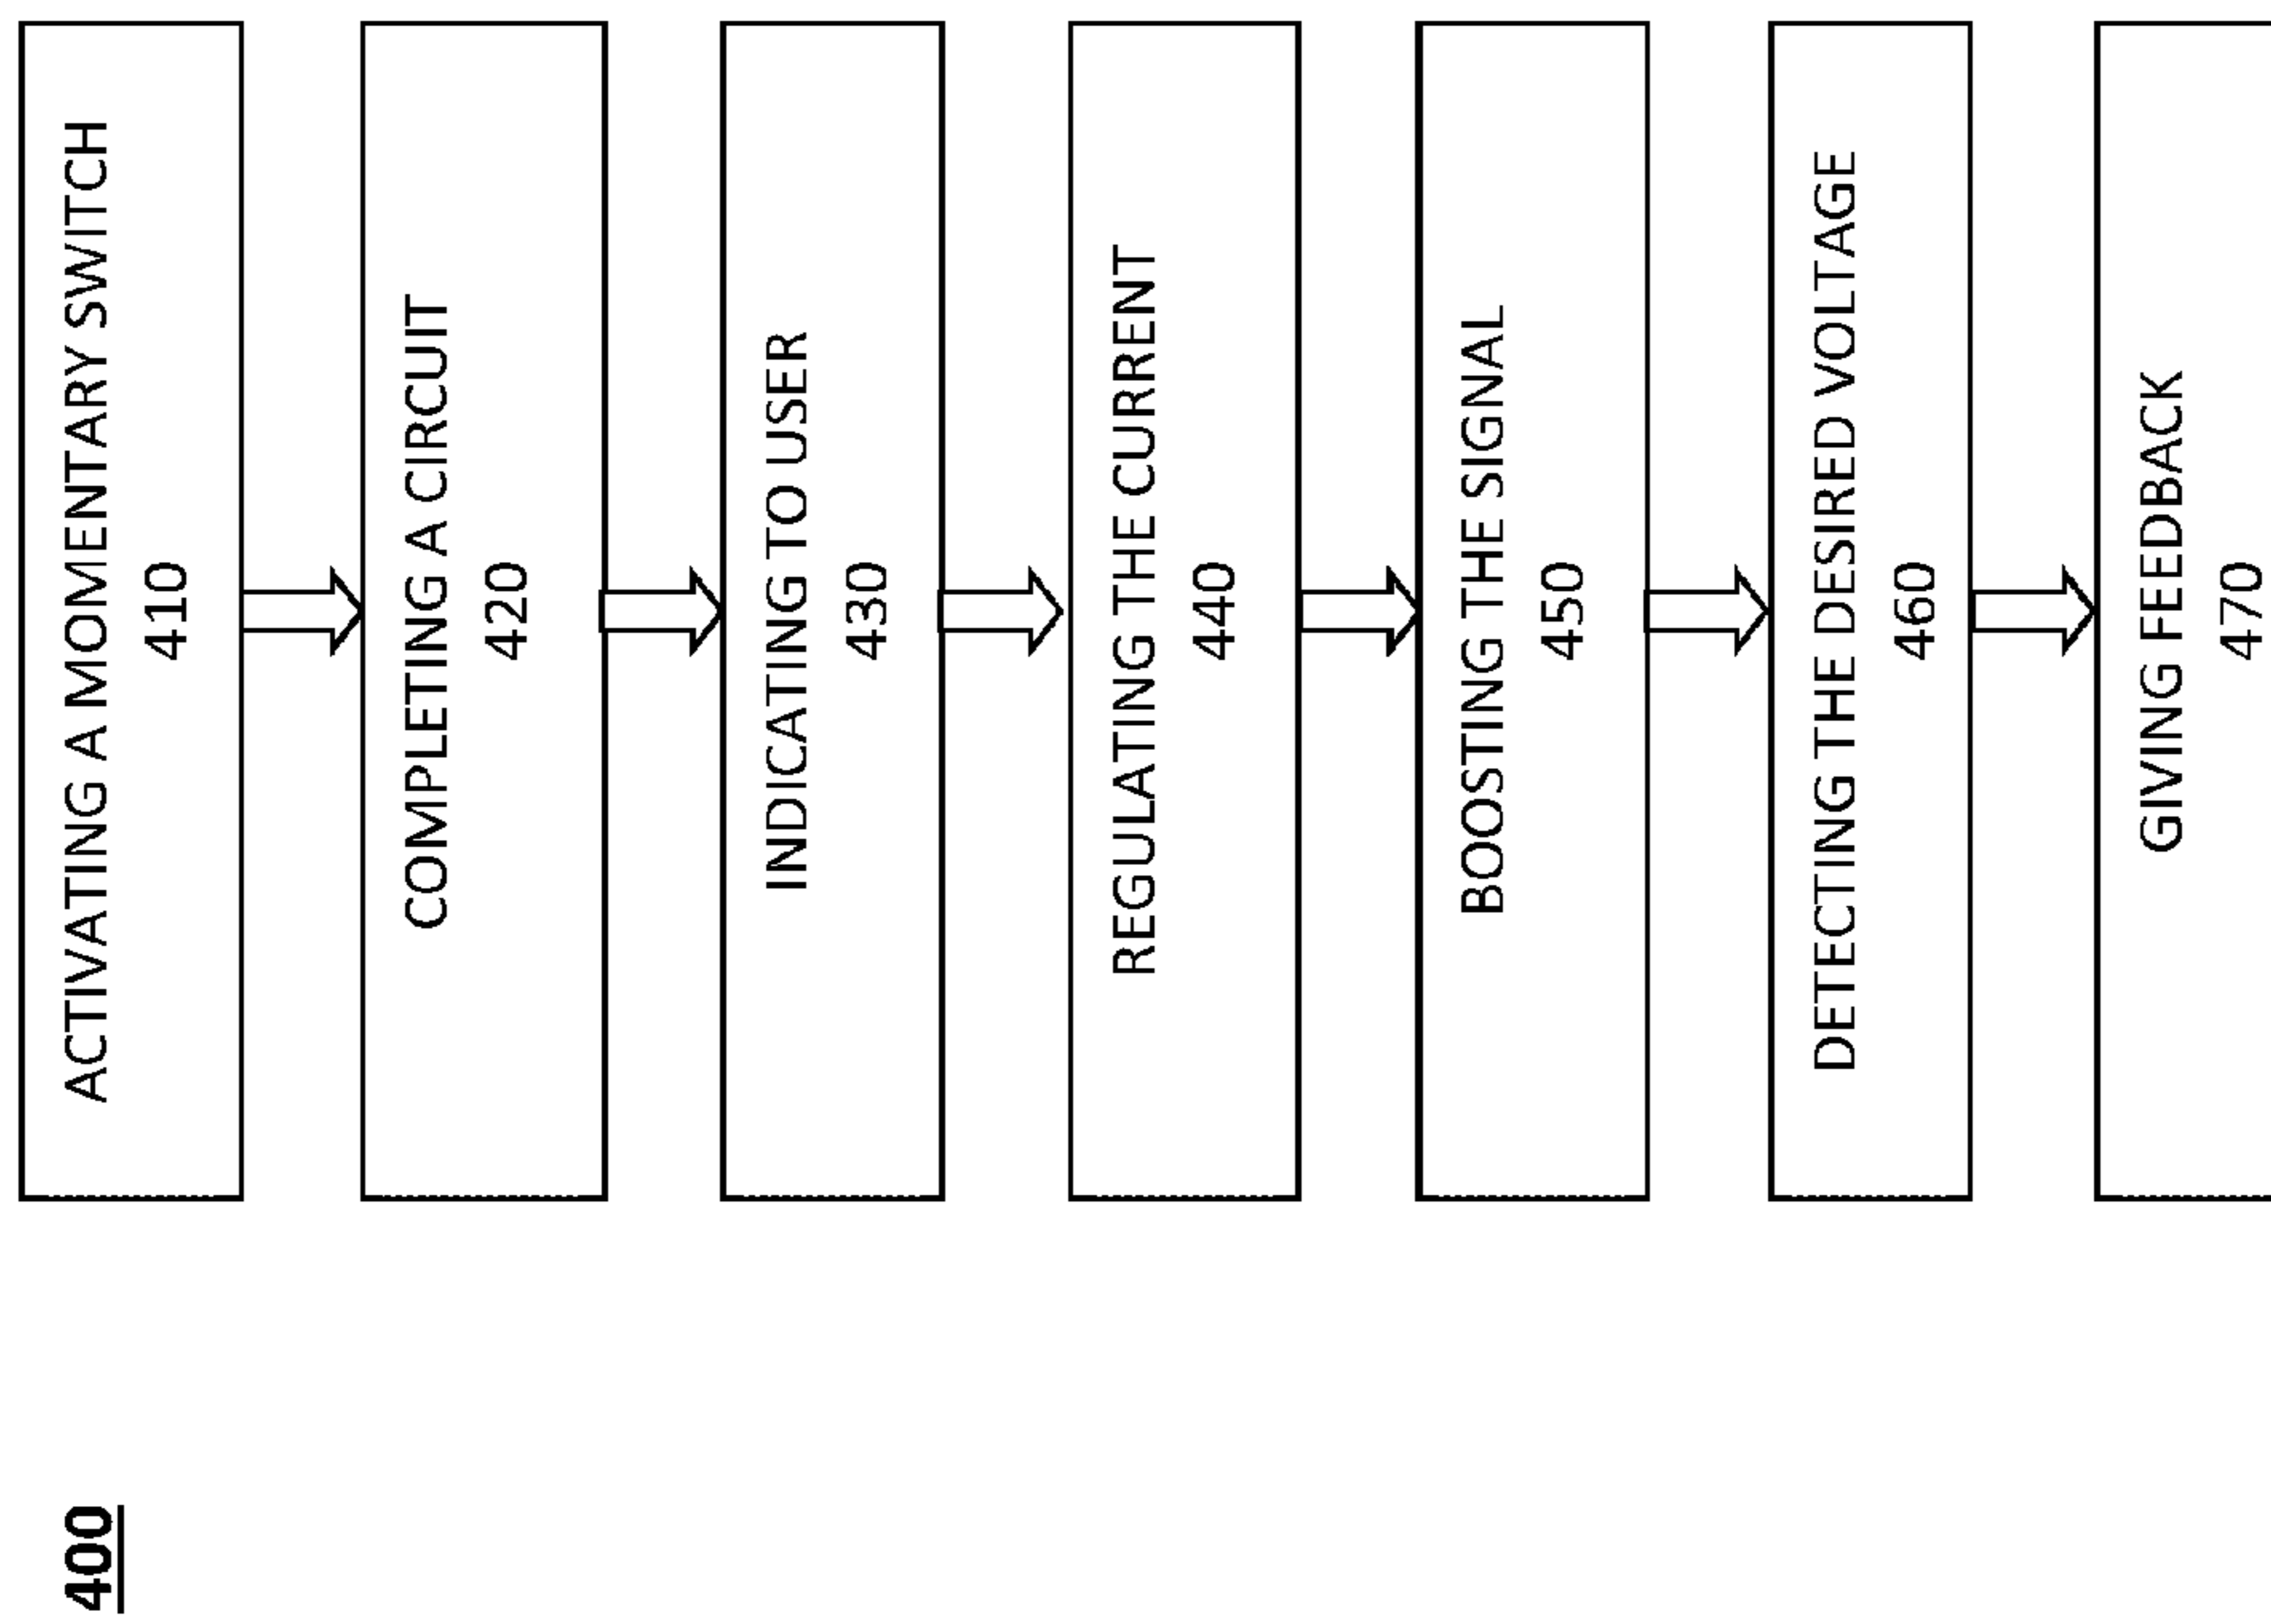 400
ACTIVATING A MOMENTARY SWITCH
410
COMPLETING A CIRCUIT
420
INDICATING TO USER
430
REGULATING THE CURRENT
440
BOOSTING THE SIGNAL
450
DETECTING THE DESIRED VOLTAGE
460
GIVING FEEDBACK
470